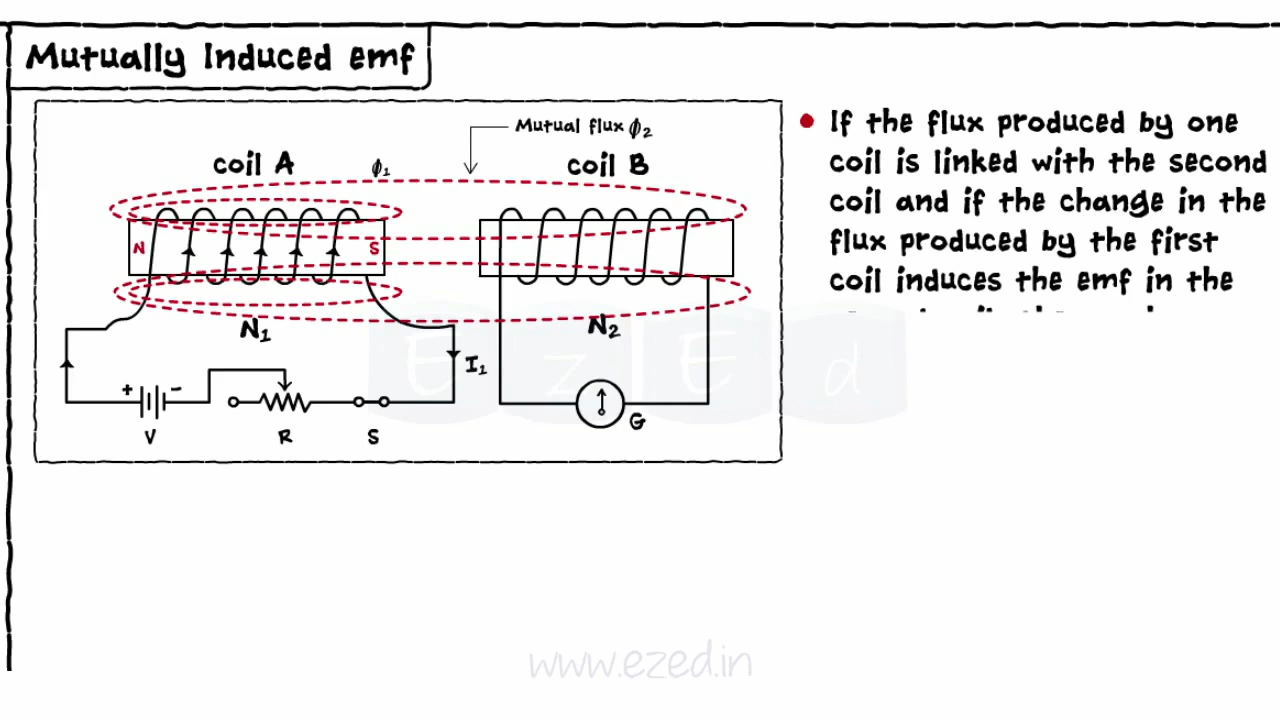 Mutually Induced emf
Mutual flux ϕ₂
coil A
ϕ₁
coil B
N
S
N₁
N₂
I₁
+
-
V
R
S
G
If the flux produced by one
coil is linked with the second
coil and if the change in the
flux produced by the first
coil induces the emf in the
EzEd
www.ezed.in